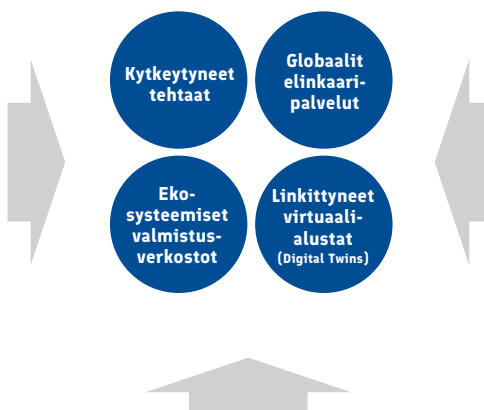 Kytkeytyneet
tehtaat
Globaalit
elinkaari-
palvelut
Eko-
systeemiset
valmistus-
verkostot
Linkittyneet
virtuaali-
alustat
(Digital Twins)